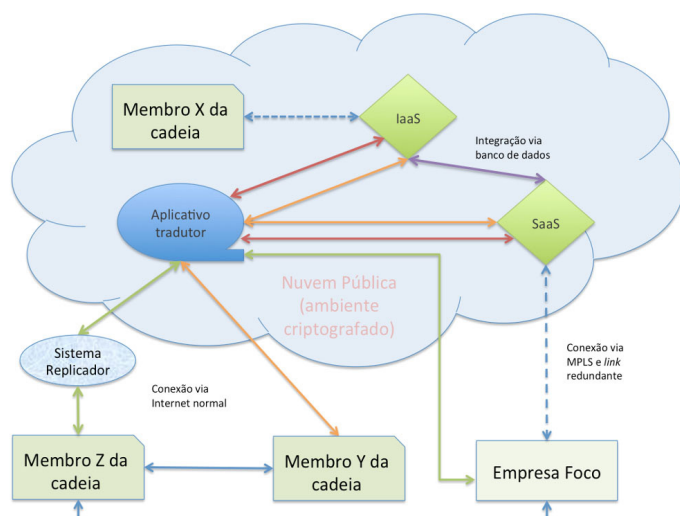 Membro X da
cadeia
IaaS
Integração via
banco de dados
Aplicativo
tradutor
SaaS
Nuvem Pública
(ambiente
criptografado)
Sistema
Replicador
Conexão via
Internet normal
Conexão via
MPLS e link
redundante
Membro Z da
cadeia
Membro Y da
cadeia
Empresa Foco